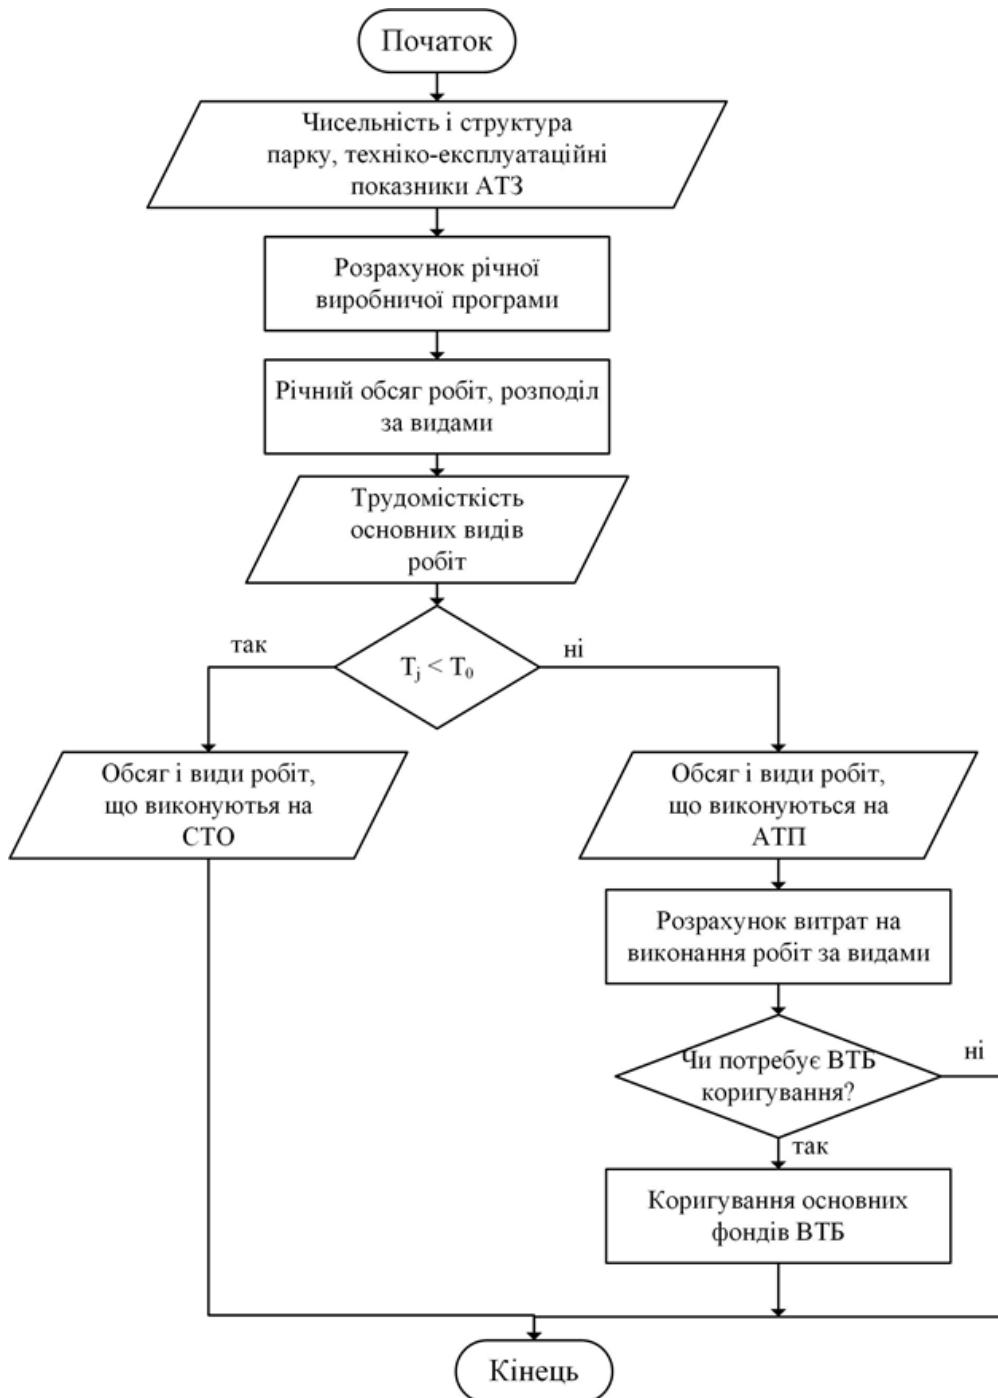 Початок
Чисельність і структура
парку, техніко-експлуатаційні
показники АТЗ
Розрахунок річної
виробничої програми
Річний обсяг робіт, розподіл
за видами
Трудомісткість
основних видів
робіт
так
T_j < T_0
ні
Обсяг і види робіт,
що виконуютья на
СТО
Обсяг і види робіт,
що виконуються на
АТП
Розрахунок витрат на
виконання робіт за видами
Чи потребує ВТБ
коригування?
ні
так
Коригування основних
фондів ВТБ
Кінець